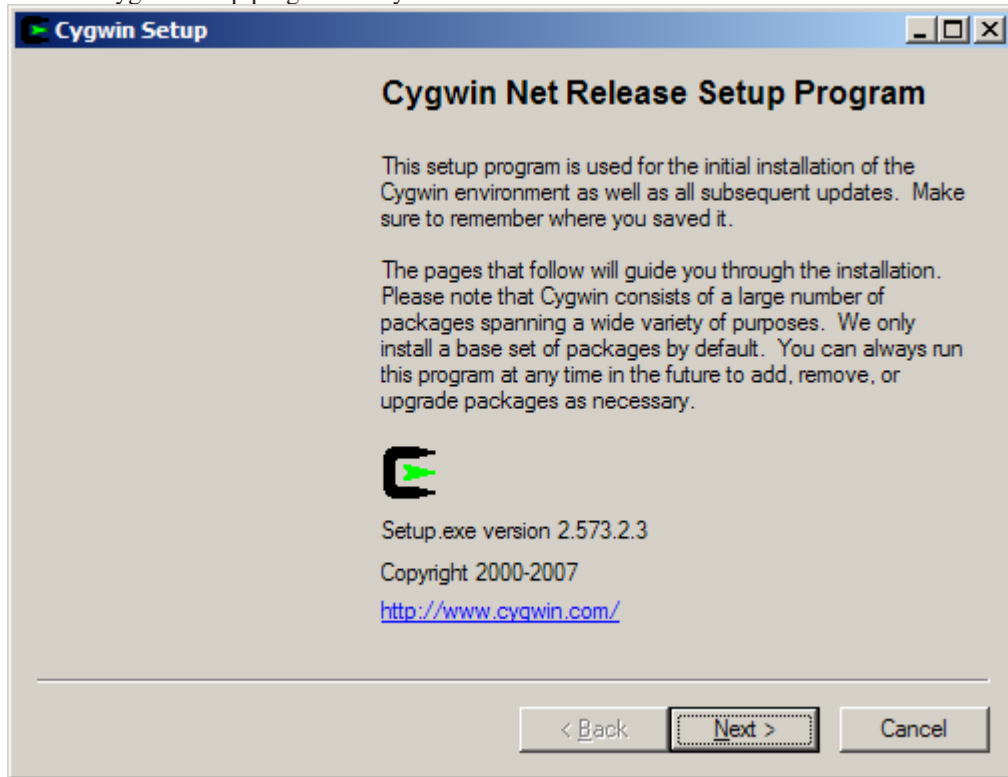 Cygwin Setup
Cygwin Net Release Setup Program
This setup program is used for the initial installation of the
Cygwin environment as well as all subsequent updates.  Make
sure to remember where you saved it.
The pages that follow will guide you through the installation.
Please note that Cygwin consists of a large number of
packages spanning a wide variety of purposes.  We only
install a base set of packages by default.  You can always run
this program at any time in the future to add, remove, or
upgrade packages as necessary.
Setup.exe version 2.573.2.3
Copyright 2000-2007
http://www.cygwin.com/
< Back Next > Cancel